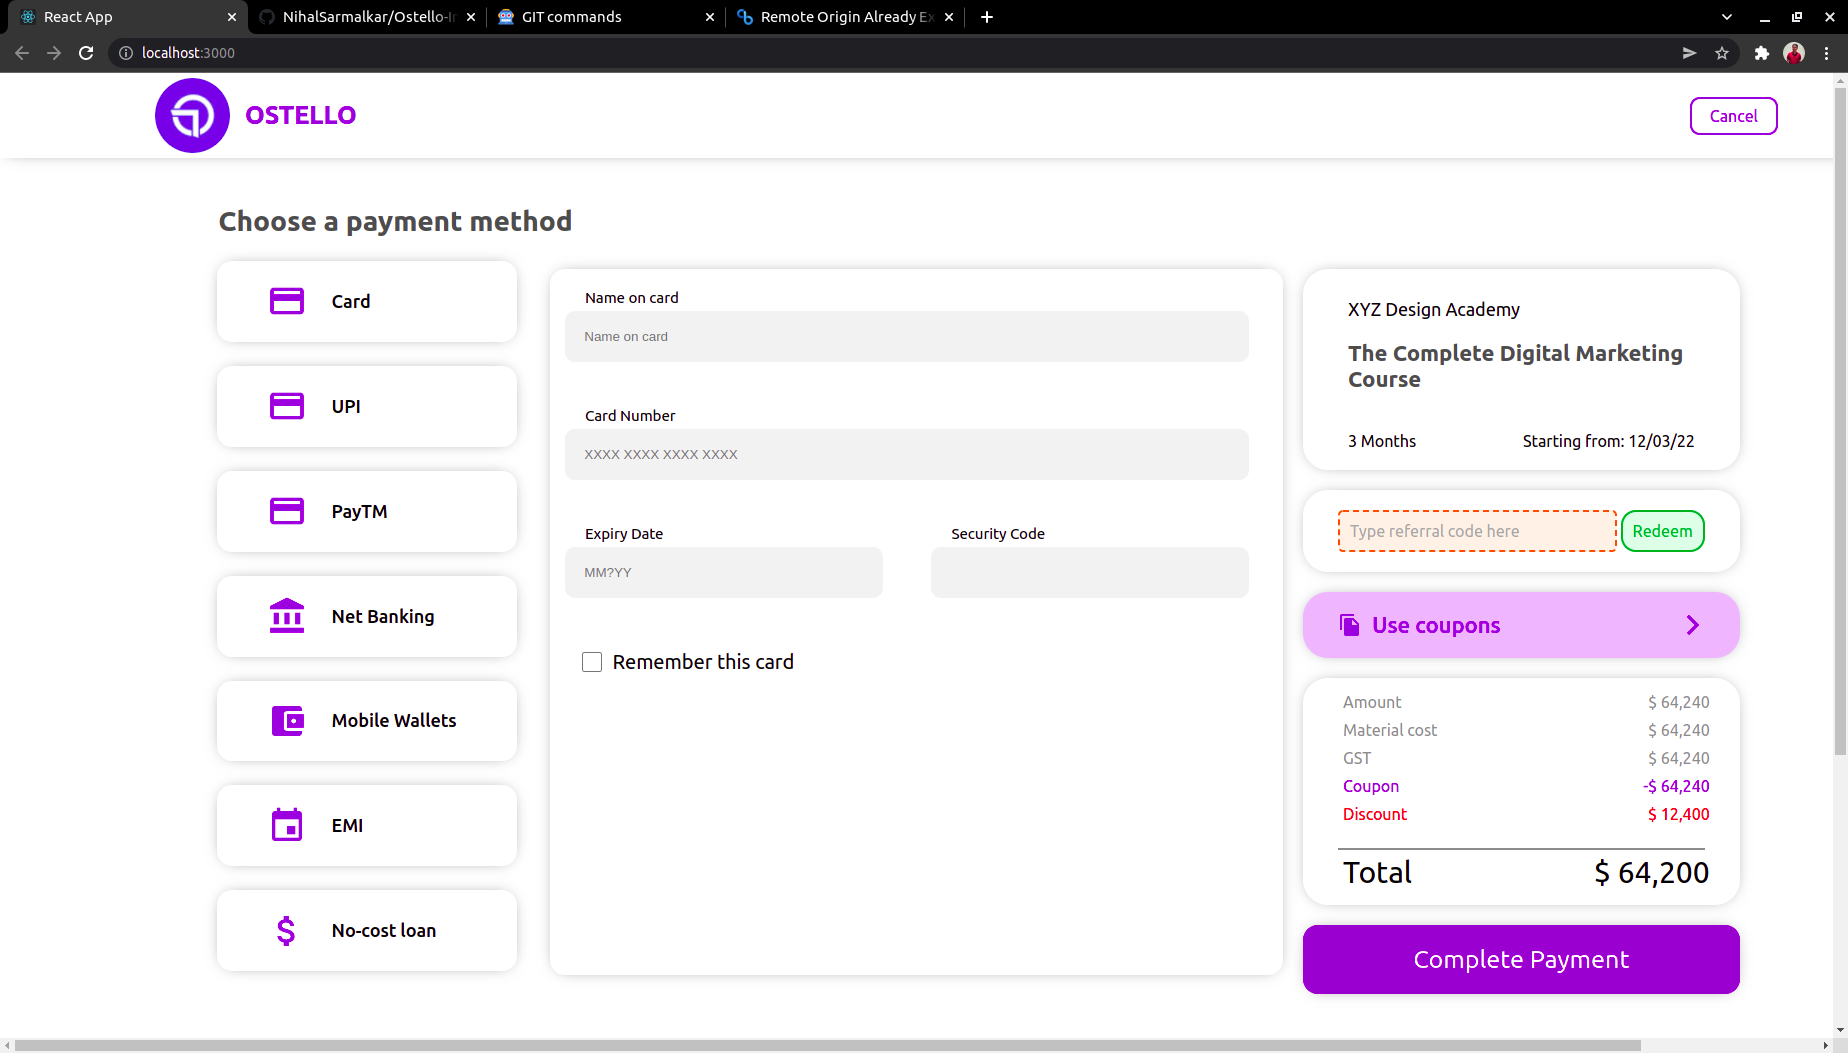 React App
NihalSarmalkar/Ostello-In
GIT commands
Remote Origin Already Ex
localhost:3000
OSTELLO
Cancel
Choose a payment method
Card
UPI
PayTM
Net Banking
Mobile Wallets
EMI
No-cost loan
Name on card
Name on card
Card Number
XXXX XXXX XXXX XXXX
Expiry Date
Security Code
MM?YY
Remember this card
XYZ Design Academy
The Complete Digital Marketing
Course
3 Months
Starting from: 12/03/22
Type referral code here
Redeem
Use coupons
Amount $ 64,240
Material cost $ 64,240
GST $ 64,240
Coupon -$ 64,240
Discount $ 12,400
Total $ 64,200
Complete Payment